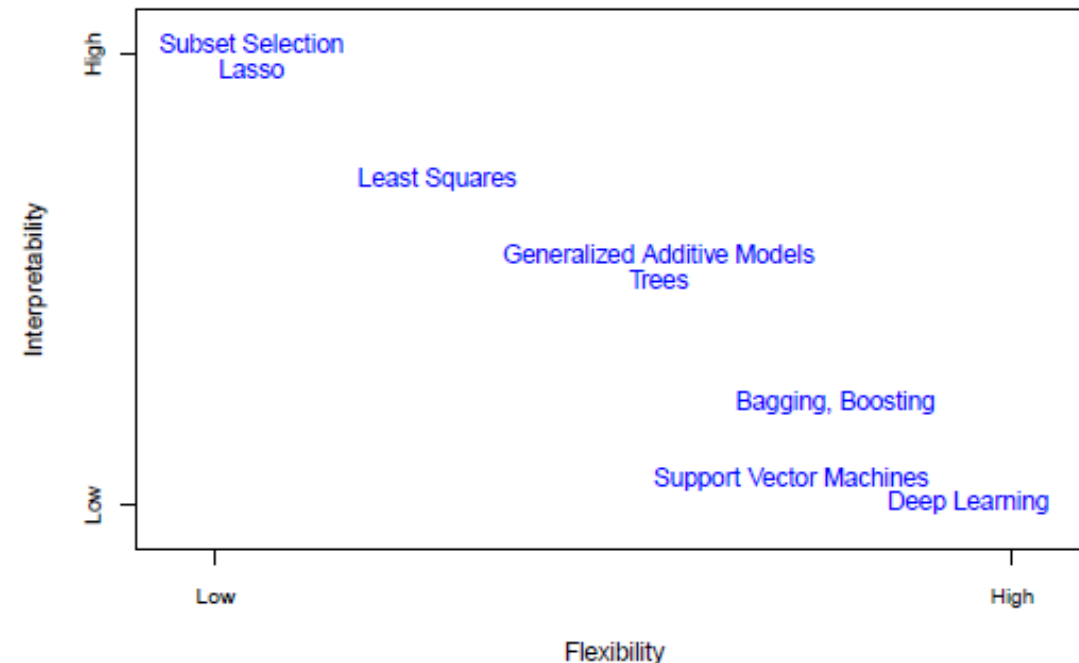 High
Subset Selection
Lasso
Least Squares
Interpretability
Generalized Additive Models
Trees
Bagging, Boosting
Support Vector Machines
Low
Deep Learning
Low
High
Flexibility